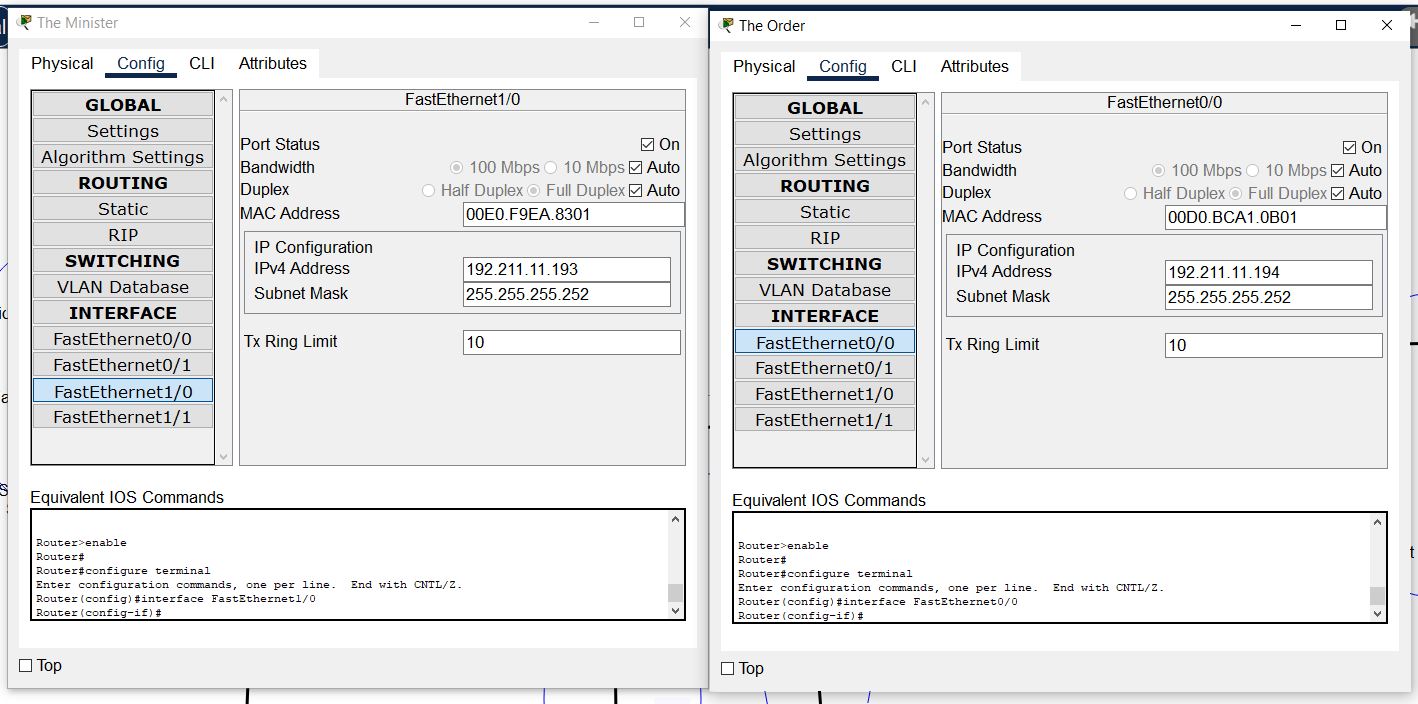 The Minister
Physical Config CLI Attributes
GLOBAL
Settings
Algorithm Settings
ROUTING
Static
RIP
SWITCHING
VLAN Database
INTERFACE
FastEthernet0/0
FastEthernet0/1
FastEthernet1/0
FastEthernet1/1
FastEthernet1/0
Port Status On
Bandwidth 100 Mbps 10 Mbps Auto
Duplex Half Duplex Full Duplex Auto
MAC Address 00E0.F9EA.8301
IP Configuration
IPv4 Address 192.211.11.193
Subnet Mask 255.255.255.252
Tx Ring Limit 10
Equivalent IOS Commands
Router>enable
Router#
Router#configure terminal
Enter configuration commands, one per line. End with CNTL/Z.
Router(config)#interface FastEthernet1/0
Router(config-if)#
Top
The Order
Physical Config CLI Attributes
GLOBAL
Settings
Algorithm Settings
ROUTING
Static
RIP
SWITCHING
VLAN Database
INTERFACE
FastEthernet0/0
FastEthernet0/1
FastEthernet1/0
FastEthernet1/1
FastEthernet0/0
Port Status On
Bandwidth 100 Mbps 10 Mbps Auto
Duplex Half Duplex Full Duplex Auto
MAC Address 00D0.BCA1.0B01
IP Configuration
IPv4 Address 192.211.11.194
Subnet Mask 255.255.255.252
Tx Ring Limit 10
Equivalent IOS Commands
Router>enable
Router#
Router#configure terminal
Enter configuration commands, one per line. End with CNTL/Z.
Router(config)#interface FastEthernet0/0
Router(config-if)#
Top